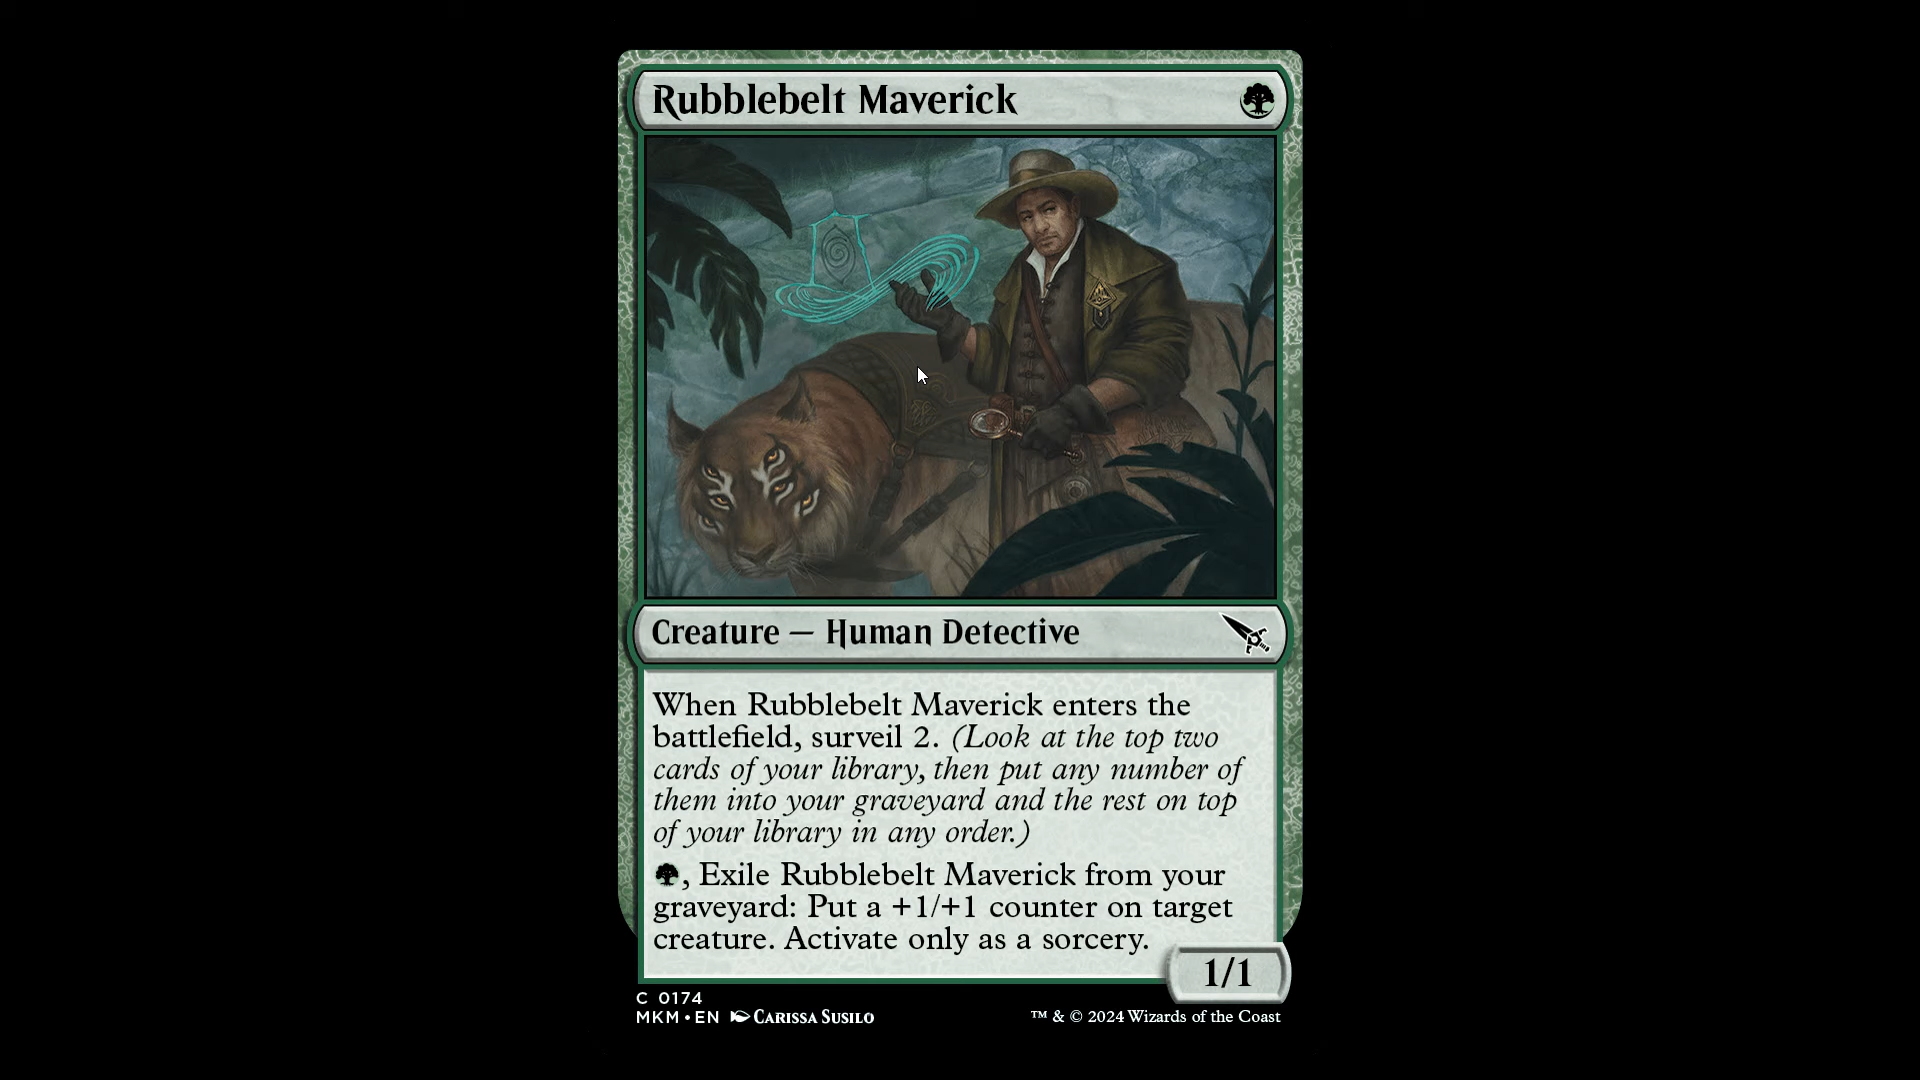 Rubblebelt Maverick
Creature — Human Detective
When Rubblebelt Maverick enters the
battlefield, surveil 2. (Look at the top two
cards of your library, then put any number of
them into your graveyard and the rest on top
of your library in any order.)
, Exile Rubblebelt Maverick from your
graveyard: Put a +1/+1 counter on target
creature. Activate only as a sorcery.
1/1
C 0174
MKM • EN Carissa Susilo
™ & © 2024 Wizards of the Coast